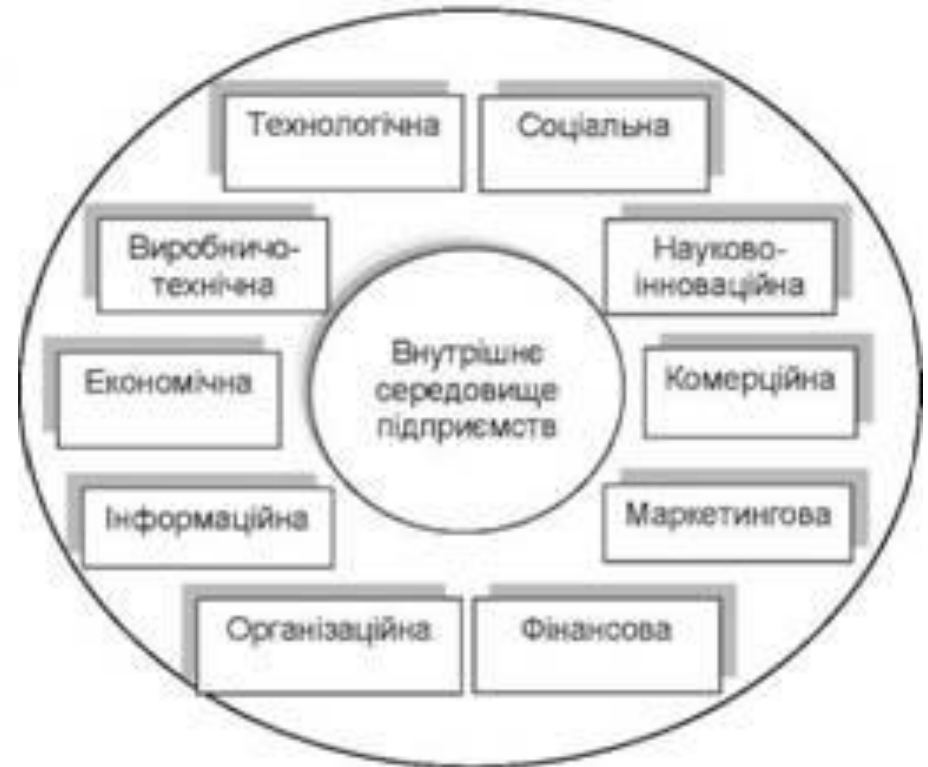 Технологічна
Соціальна
Виробничо-
технічна
Науково-
інноваційна
Економічна
Внутрішнє
середовище
підприємств
Комерційна
Інформаційна
Маркетингова
Організаційна
Фінансова